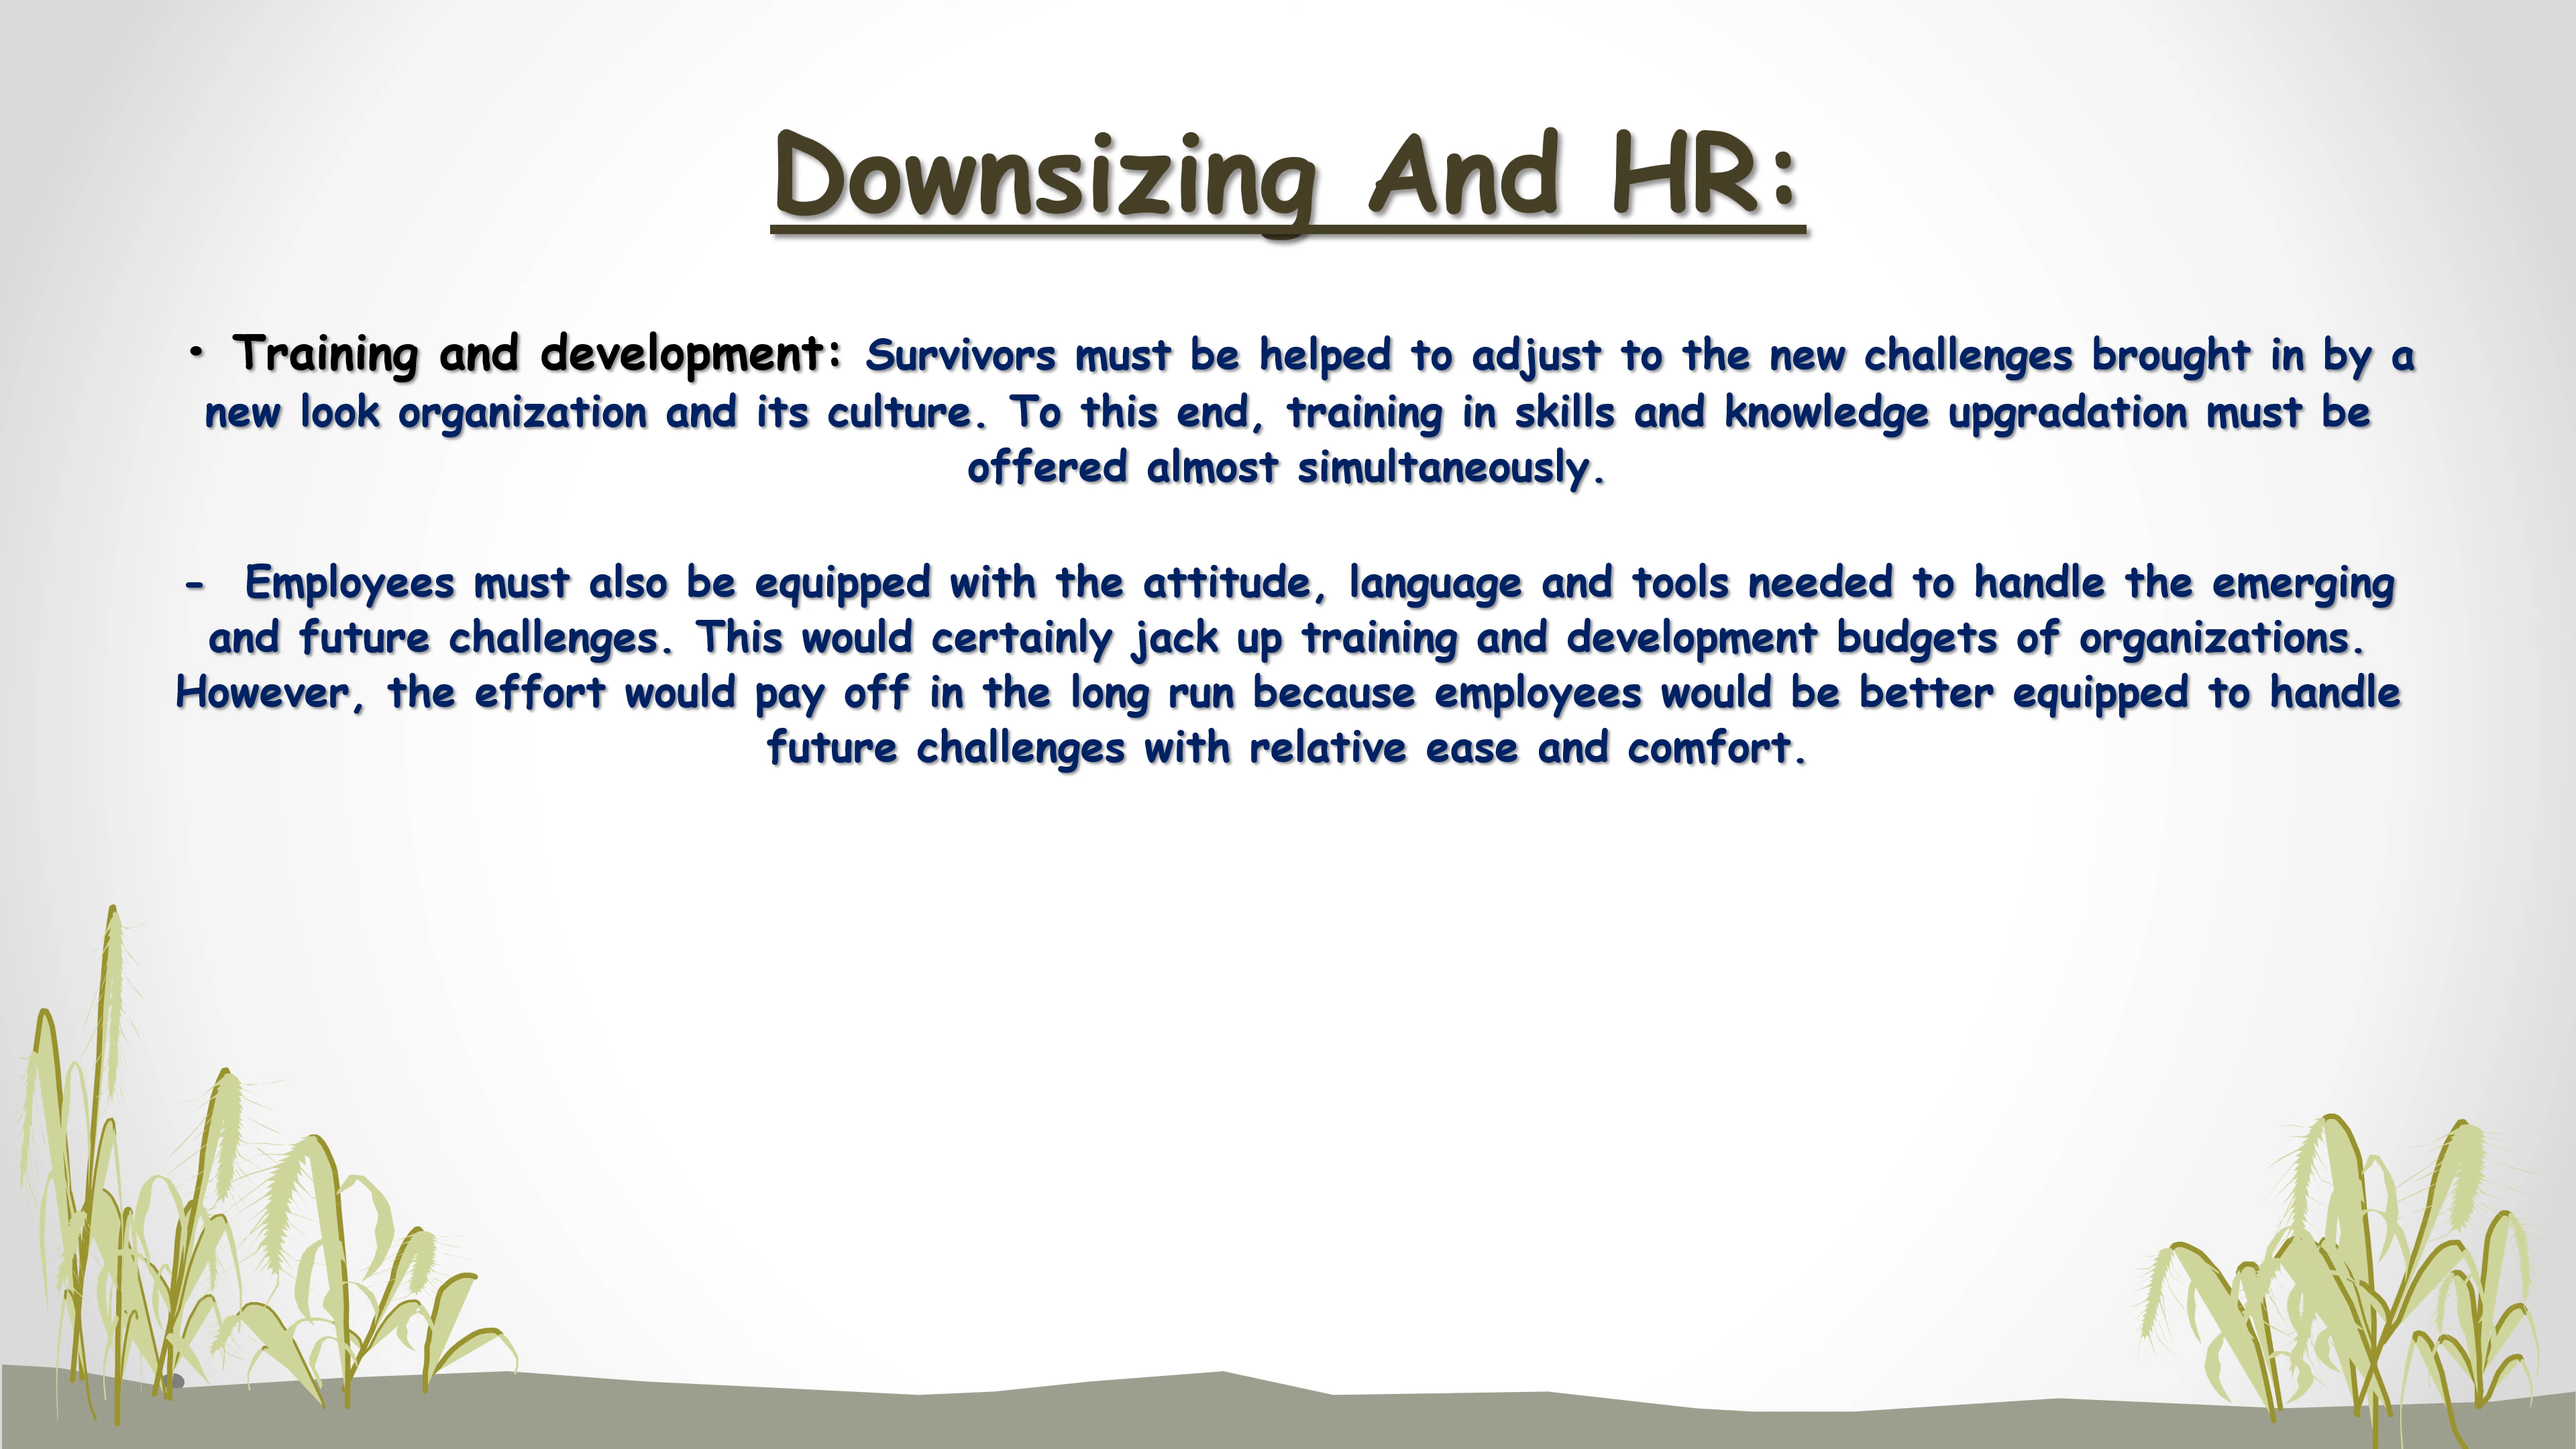 Downsizing And HR:
• Training and development: Survivors must be helped to adjust to the new challenges brought in by a
new look organization and its culture. To this end, training in skills and knowledge upgradation must be
offered almost simultaneously.
- Employees must also be equipped with the attitude, language and tools needed to handle the emerging
and future challenges. This would certainly jack up training and development budgets of organizations.
However, the effort would pay off in the long run because employees would be better equipped to handle
future challenges with relative ease and comfort.